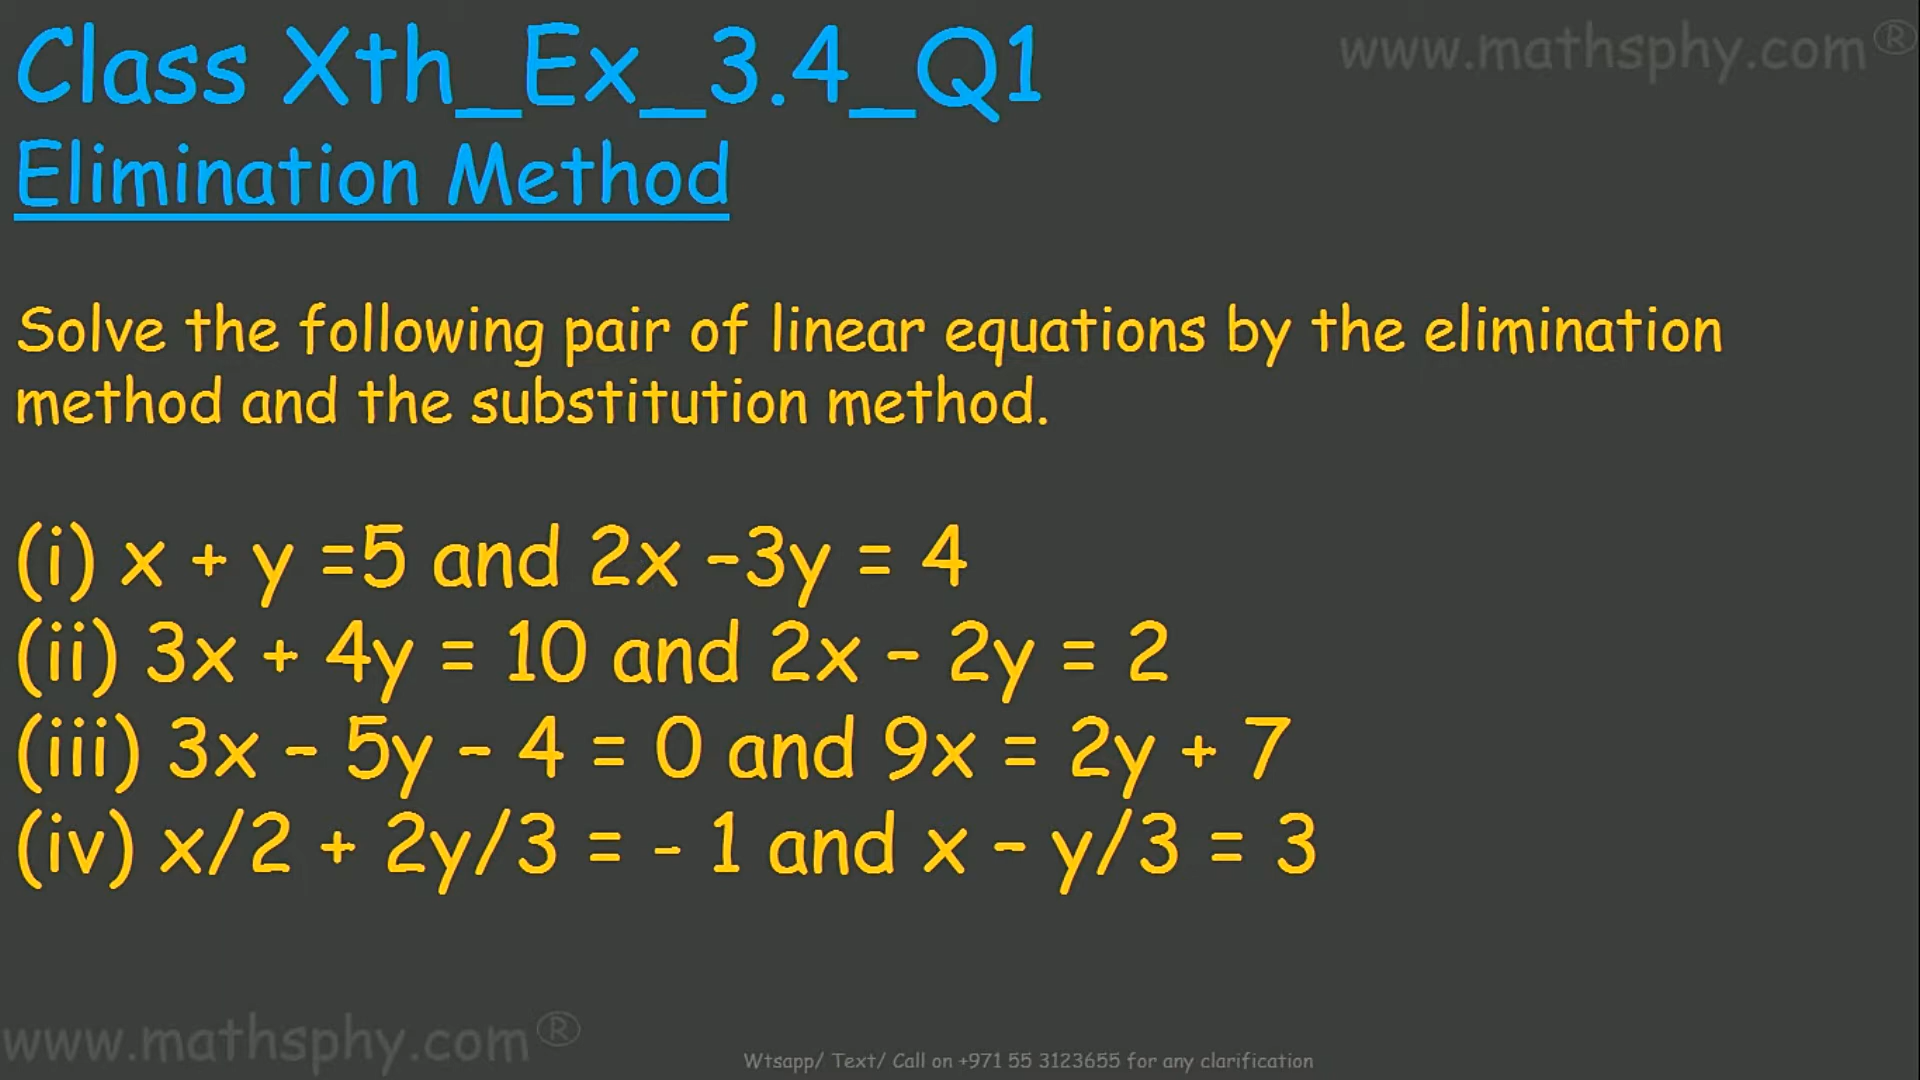 Class Xth_Ex_3.4_Q1
www.mathsphy.com®
Elimination Method
Solve the following pair of linear equations by the elimination
method and the substitution method.
(i) x + y =5 and 2x –3y = 4
(ii) 3x + 4y = 10 and 2x – 2y = 2
(iii) 3x – 5y – 4 = 0 and 9x = 2y + 7
(iv) x/2 + 2y/3 = - 1 and x – y/3 = 3
www.mathsphy.com®
Wtsapp/ Text/ Call on +971 55 3123655 for any clarification